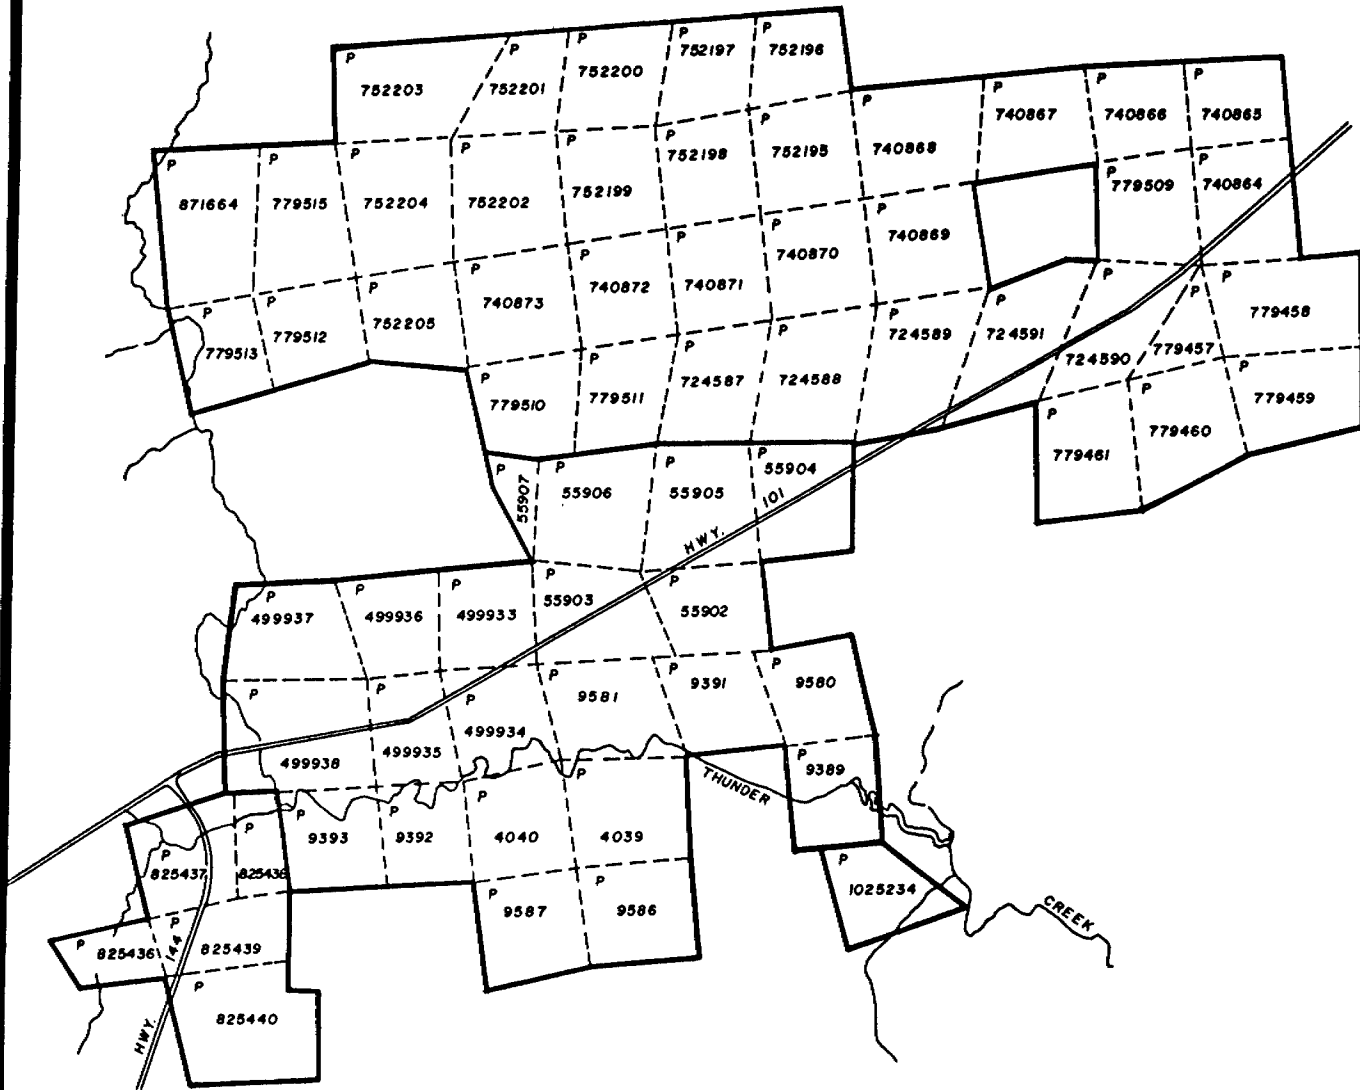 P P P P P
752203 752201 752200 752197 752196
P P P P
740868 740867 740866 740865
P P P P P P P
871664 779515 752204 752202 752199 752198 752195
P P
779509 740864
P P P P P P
779513 779512 752205 740873 740872 740871 740870 740869
P P
P P P P P P P P
779510 779511 724587 724588 724589 724591 724590 779457 779458
P P P
779461 779460 779459
P P P P
55907 55906 55905 55904
HWY. 101
P P P P P
499937 499936 499933 55903 55902
P P P P P P
499938 499935 499934 9581 9391 9580
P
9389
THUNDER
CREEK
P P P P P P
825437 9393 9392 4040 4039
P P P
9587 9586 1025234
P P
825436 825439
144
P
825440
HWY.